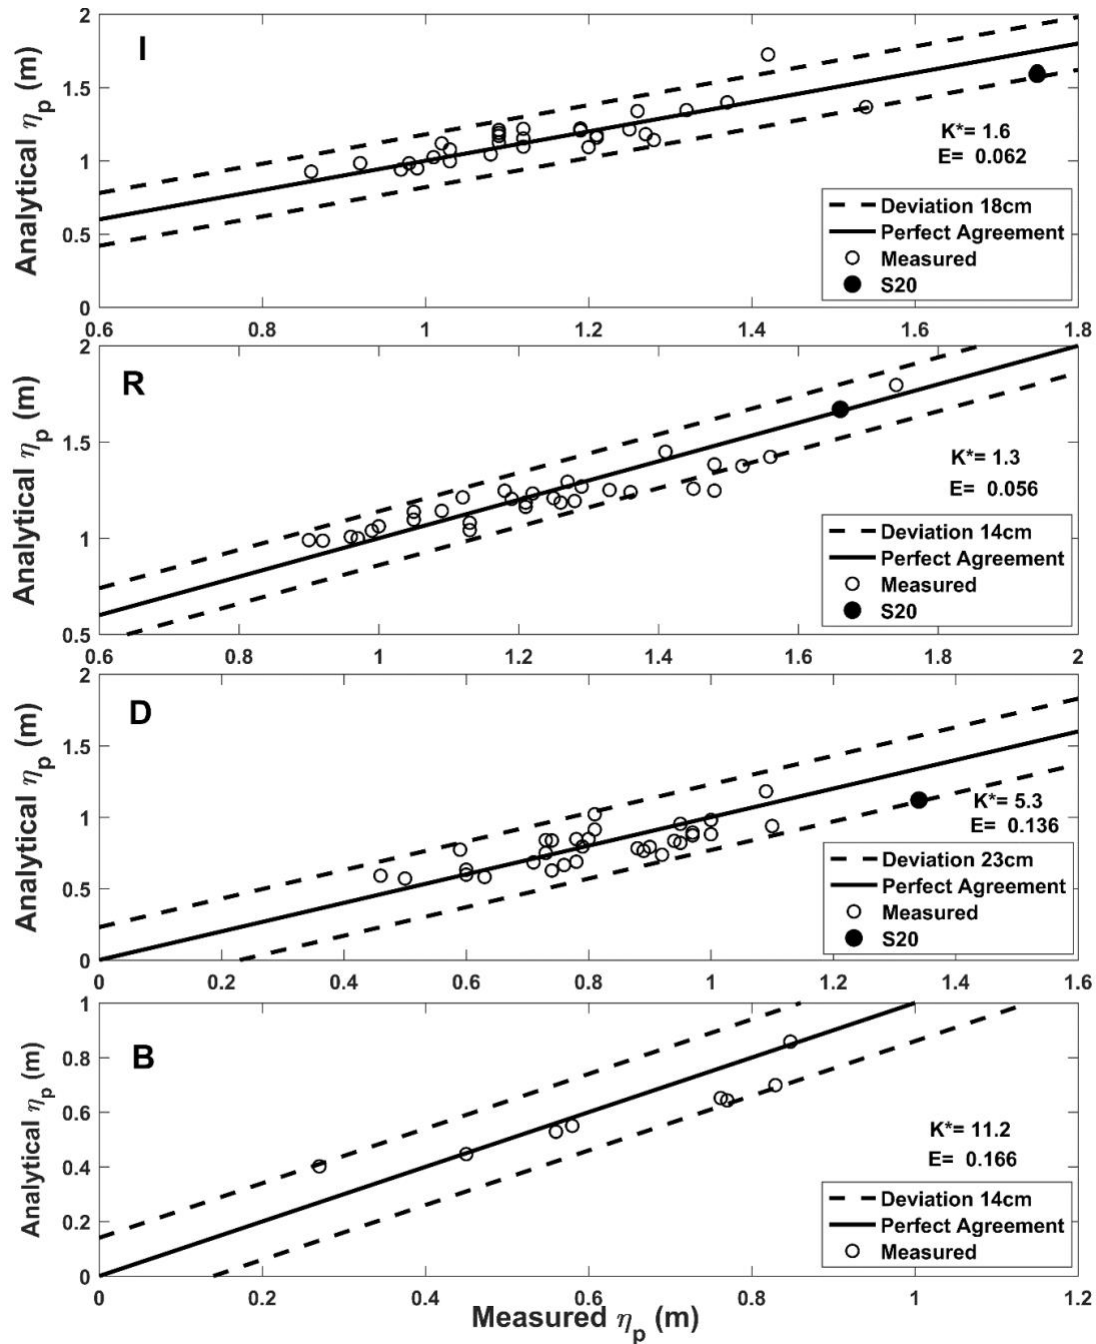 I
Analytical ηp (m)
2
1.5
1
0.5
0
K*= 1.6
E= 0.062
Deviation 18cm
Perfect Agreement
Measured
S20
0.6 0.8 1 1.2 1.4 1.6 1.8
R
Analytical ηp (m)
2
1.5
1
0.5
K*= 1.3
E= 0.056
Deviation 14cm
Perfect Agreement
Measured
S20
0.6 0.8 1 1.2 1.4 1.6 1.8 2
D
Analytical ηp (m)
2
1.5
1
0.5
0
K*= 5.3
E= 0.136
Deviation 23cm
Perfect Agreement
Measured
S20
0 0.2 0.4 0.6 0.8 1 1.2 1.4 1.6
B
Analytical ηp (m)
1
0.8
0.6
0.4
0.2
0
K*= 11.2
E= 0.166
Deviation 14cm
Perfect Agreement
Measured
0 0.2 0.4 0.6 0.8 1 1.2
Measured ηp (m)